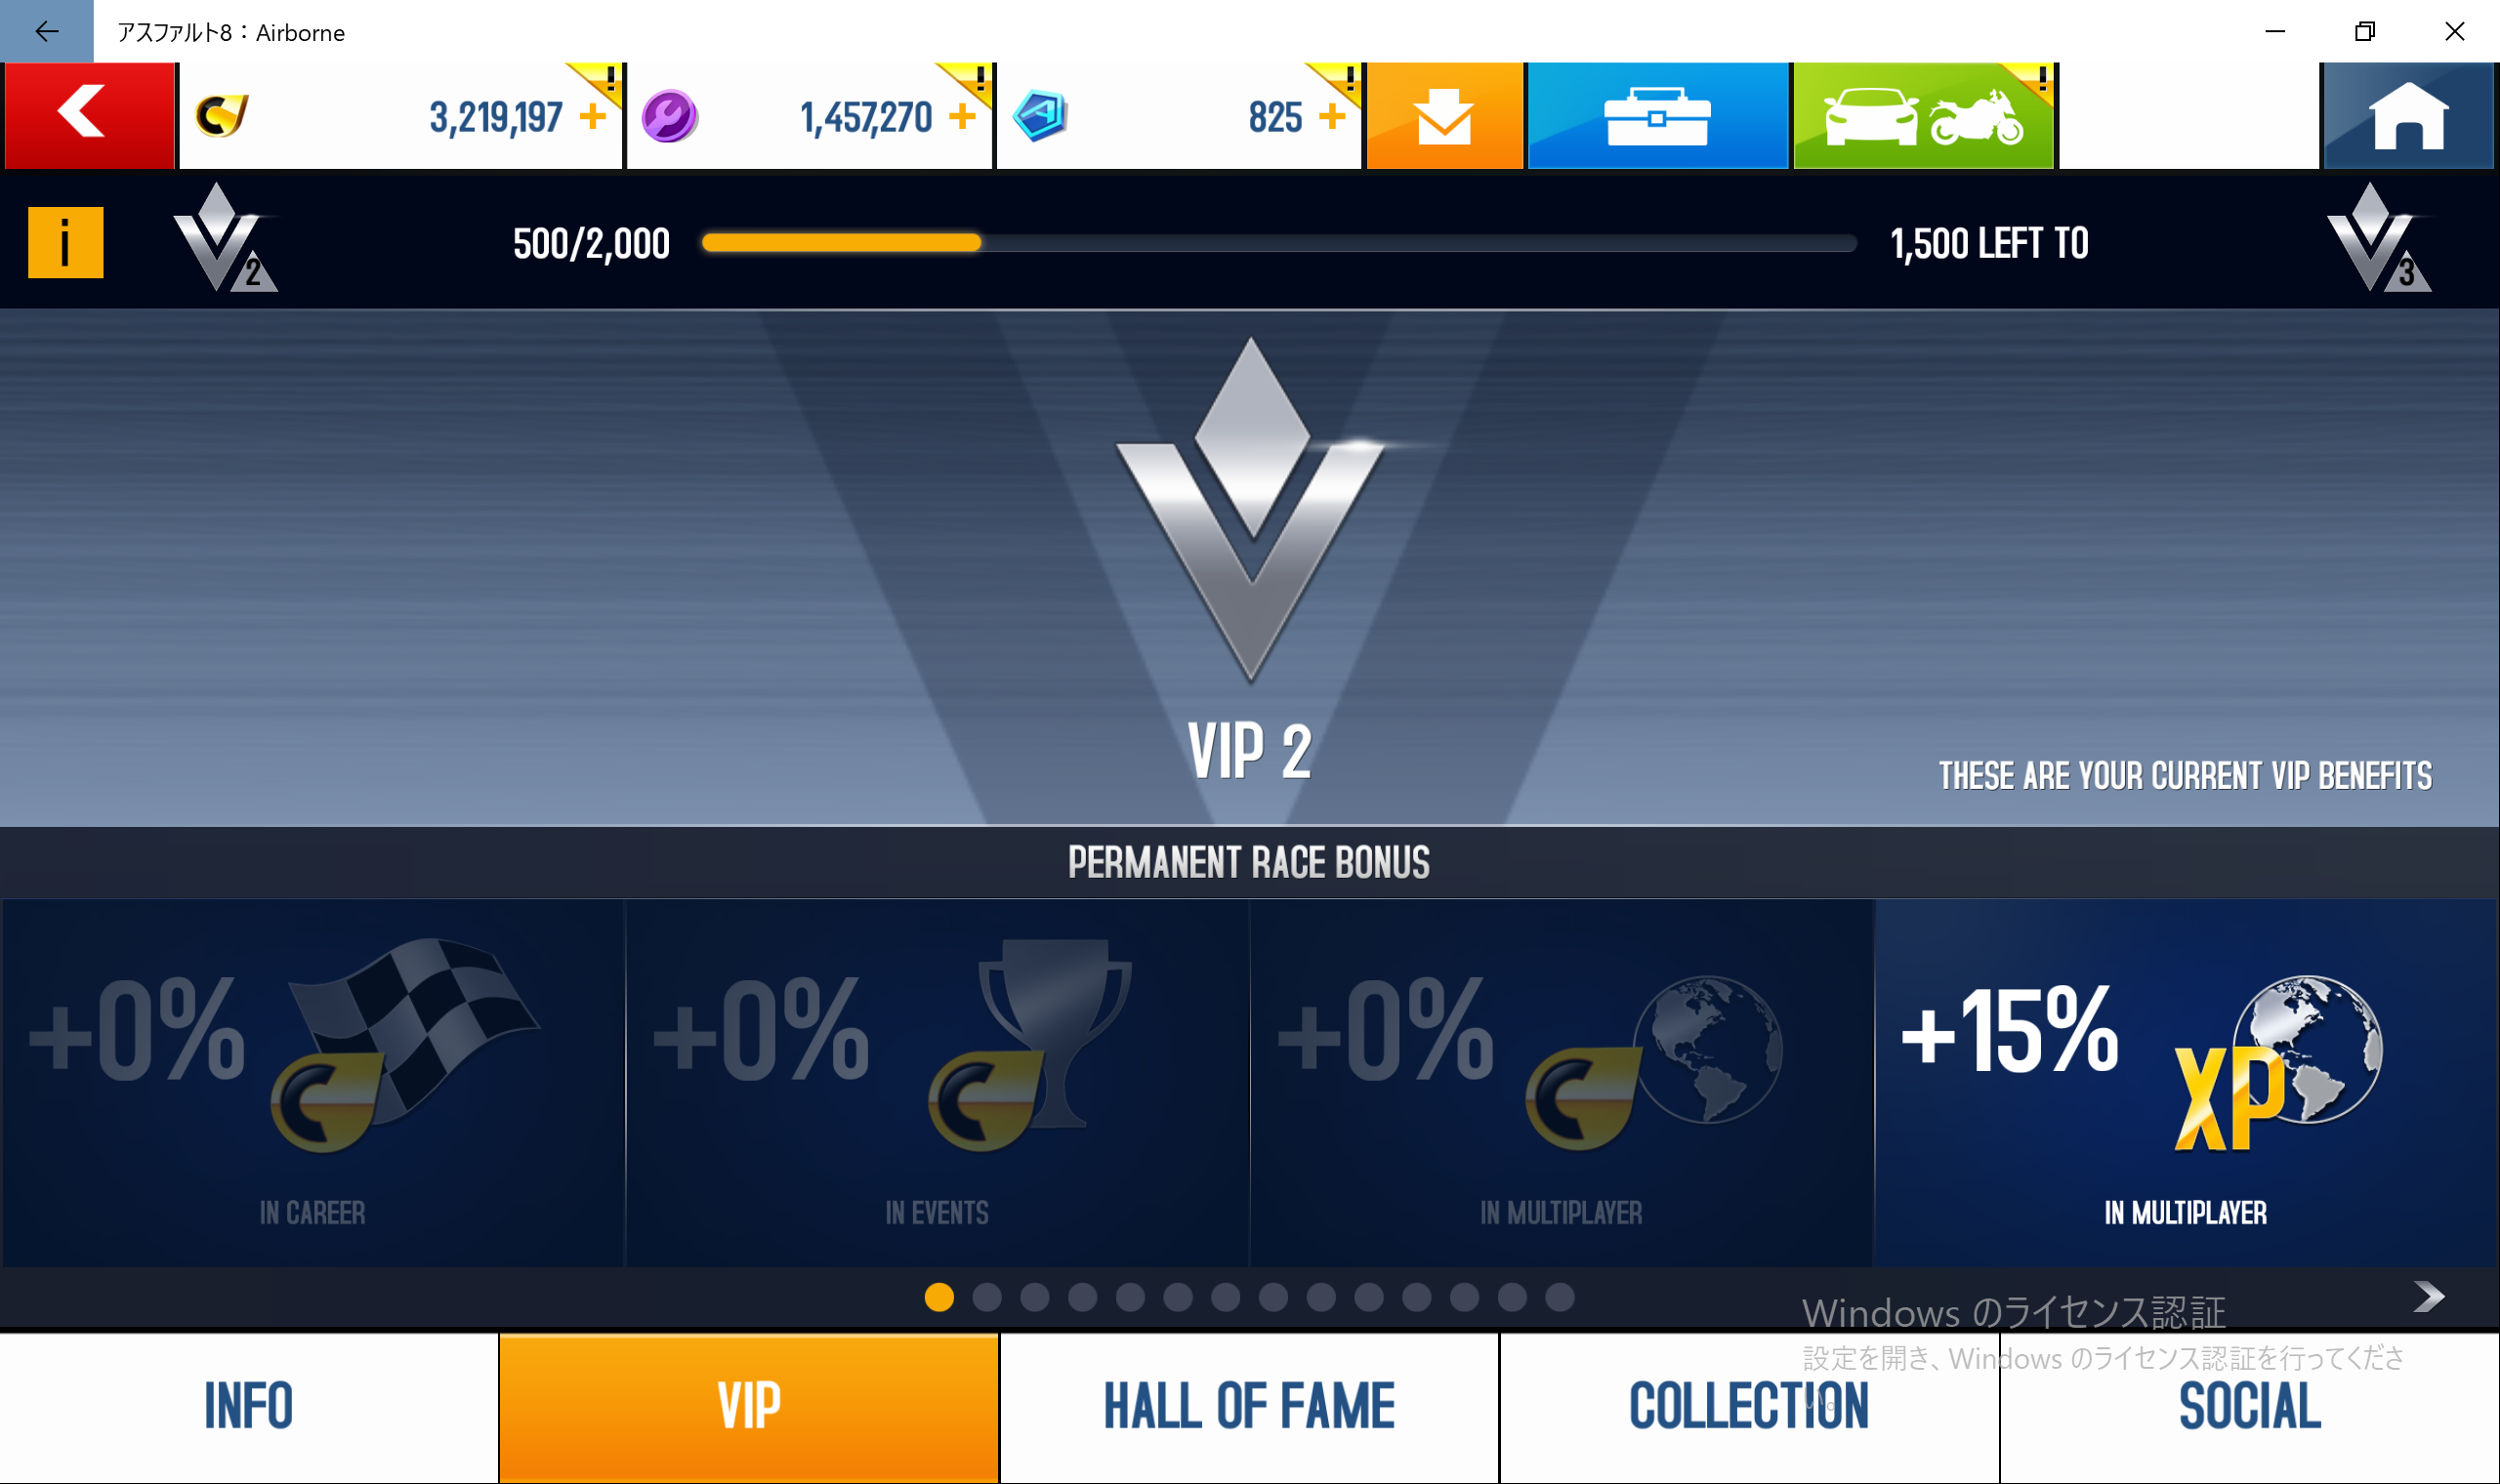 アスファルト8：Airborne
3,219,197 +
1,457,270 +
825 +
i
2
500/2,000
1,500 LEFT TO
3
VIP 2
THESE ARE YOUR CURRENT VIP BENEFITS
PERMANENT RACE BONUS
+0%
IN CAREER
+0%
IN EVENTS
+0%
IN MULTIPLAYER
+15%
XP
IN MULTIPLAYER
Windows のライセンス認証
設定を開き、Windows のライセンス認証を行ってくださ
い。
INFO
VIP
HALL OF FAME
COLLECTION
SOCIAL